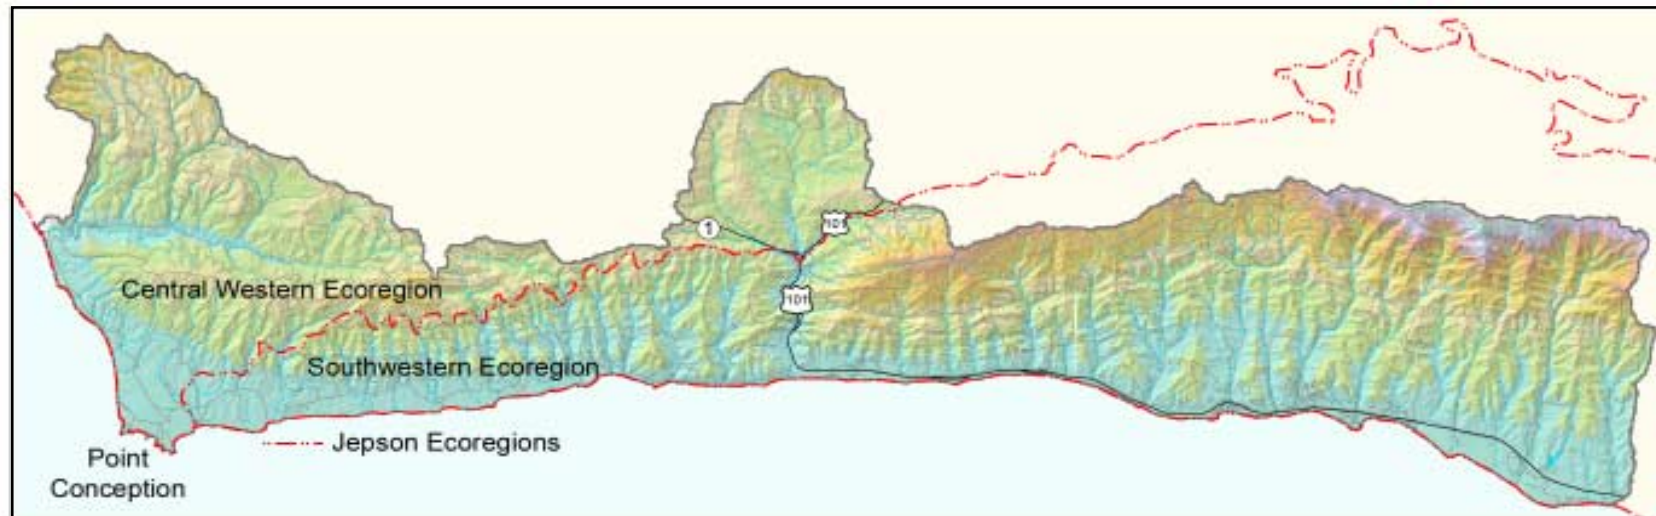 1
101
101
Central Western Ecoregion
Southwestern Ecoregion
Jepson Ecoregions
Point
Conception